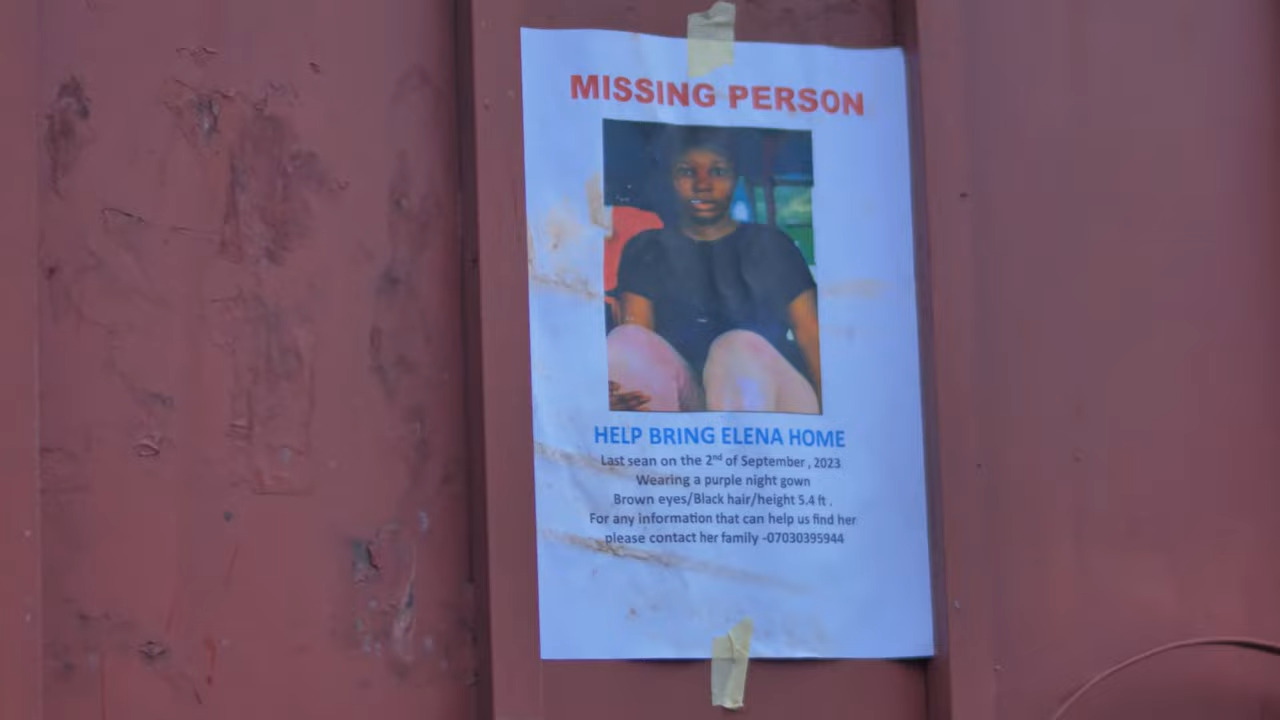 MISSING PERSON
HELP BRING ELENA HOME
Last sean on the 2nd of September , 2023
Wearing a purple night gown
Brown eyes/Black hair/height 5.4 ft .
For any information that can help us find her
please contact her family -07030395944